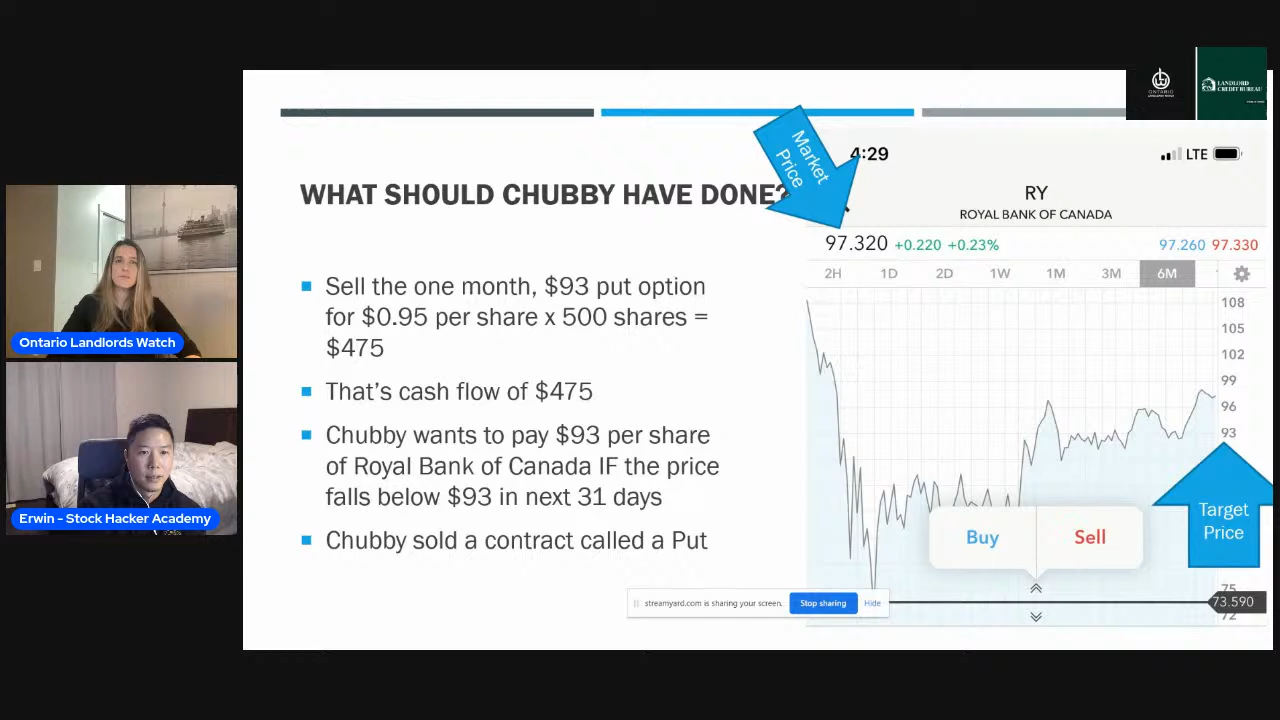 ONTARIO
LANDLORD
CREDIT BUREAU
Market
Price
4:29
LTE
WHAT SHOULD CHUBBY HAVE DONE?
RY
ROYAL BANK OF CANADA
97.320 +0.220 +0.23% 97.260 97.330
2H 1D 2D 1W 1M 3M 6M
Sell the one month, $93 put option
for $0.95 per share x 500 shares =
$475
That's cash flow of $475
Chubby wants to pay $93 per share
of Royal Bank of Canada IF the price
falls below $93 in next 31 days
Chubby sold a contract called a Put
108
105
102
99
96
93
Target
Price
Buy Sell
75
73.590
72
streamyard.com is sharing your screen. Stop sharing Hide
Ontario Landlords Watch
Erwin - Stock Hacker Academy